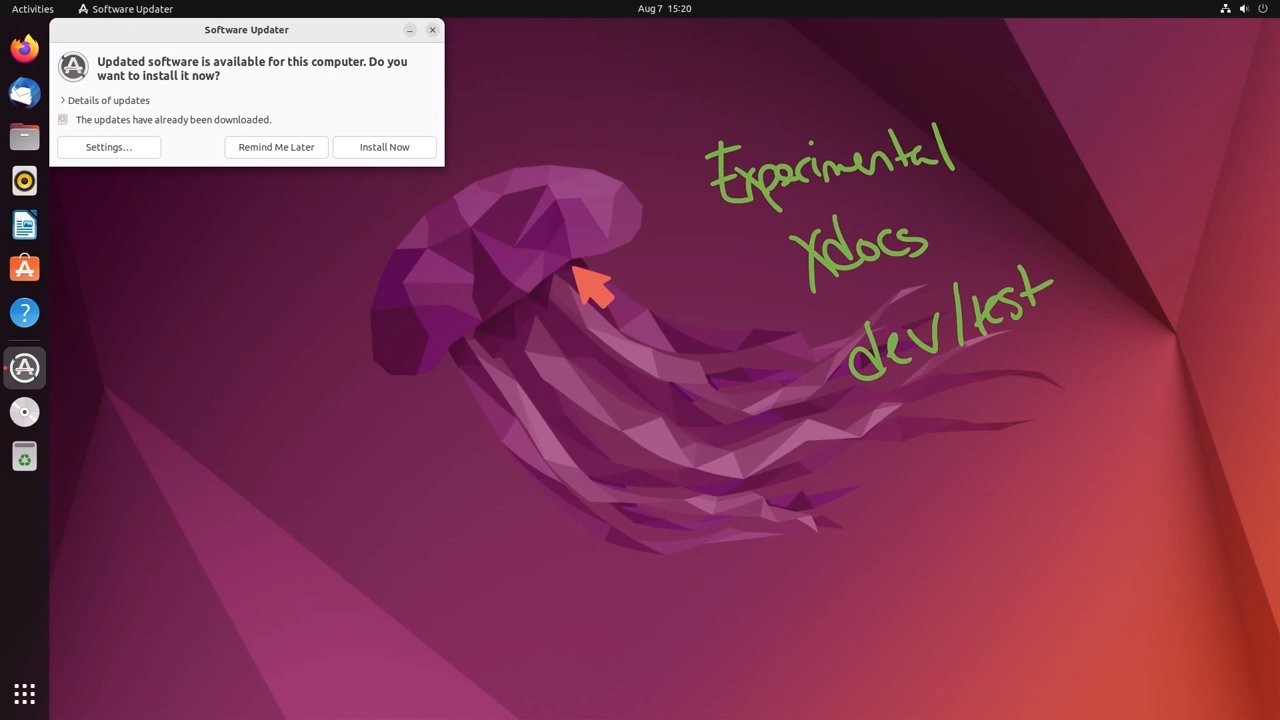 Activities
Software Updater
Aug 7 15:20
Software Updater
Updated software is available for this computer. Do you
want to install it now?
Details of updates
The updates have already been downloaded.
Settings...
Remind Me Later
Install Now
Experimental
xdocs
dev/test